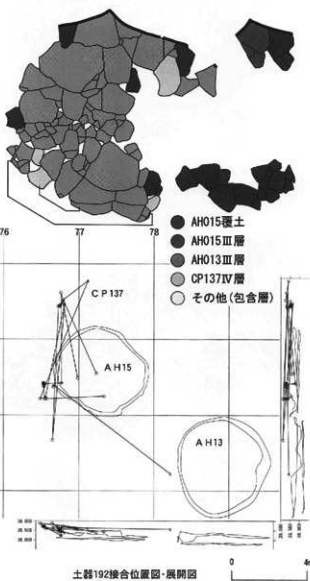 AH015覆土
AH015Ⅲ層
AH013Ⅲ層
CP137Ⅳ層
その他(包含層)
76 77 78
CP137
AH15
AH13
土器192接合位置図・展開図
0 4m